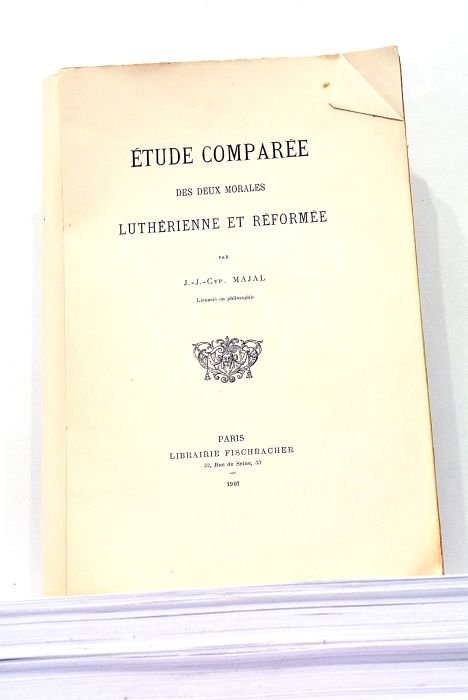 ÉTUDE COMPARÉE
DES DEUX MORALES
LUTHÉRIENNE ET RÉFORMÉE
PAR
J.-J.-Cyp. MAJAL
Licencié en philosophie
PARIS
LIBRAIRIE FISCHBACHER
33, Rue de Seine, 33
1901